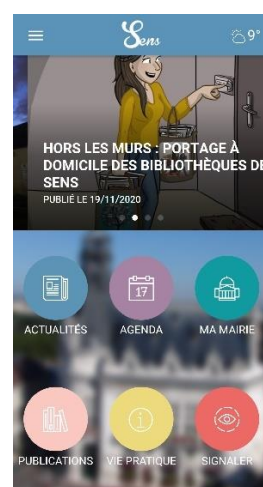 Sens
9°
HORS LES MURS : PORTAGE À
DOMICILE DES BIBLIOTHÈQUES DE
SENS
PUBLIÉ LE 19/11/2020
17
ACTUALITÉS AGENDA MA MAIRIE
PUBLICATIONS VIE PRATIQUE SIGNALER